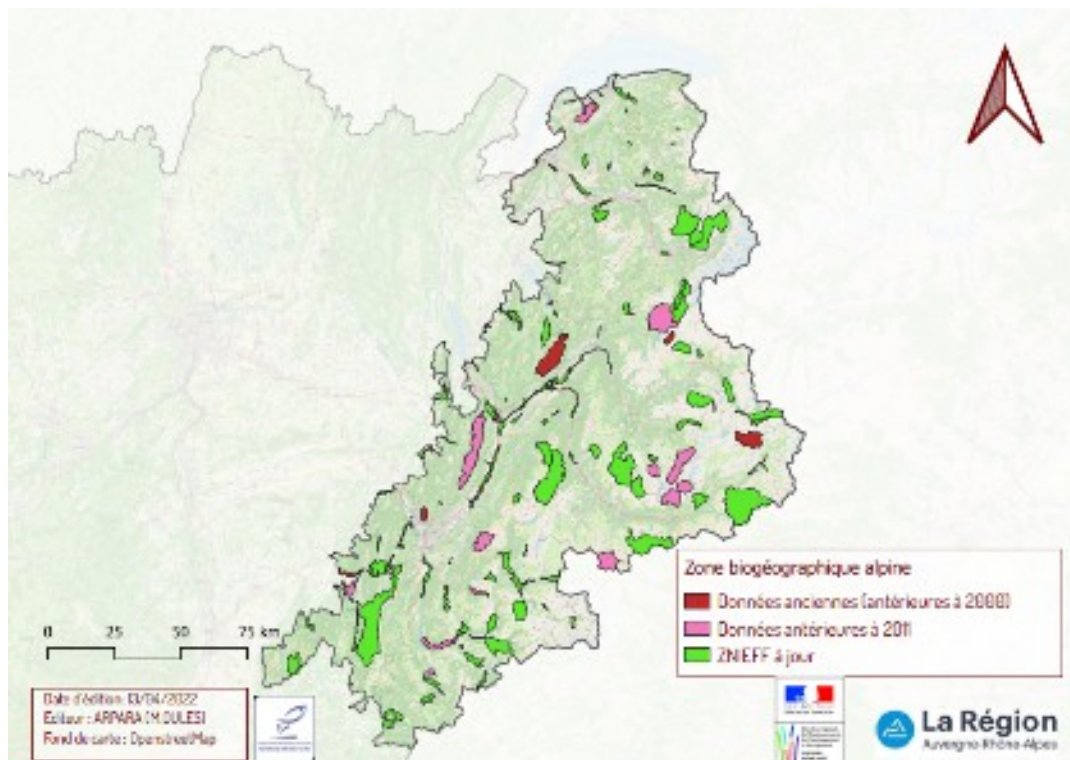 Zone biogéographique alpine
Données anciennes (antérieures à 2000)
Données antérieures à 2011
ZNIEFF à jour
0 25 50 75 km
Date d'édition: 13/04/2022
Editeur : ARPARA (M.DULES)
Fond de carte : OpenstreetMap
La Région
Auvergne-Rhône-Alpes